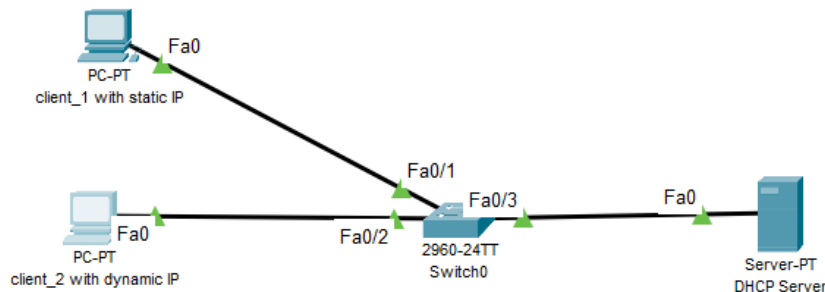 Fa0
PC-PT
client_1 with static IP
Fa0/1
Fa0/3
Fa0
Fa0
Fa0/2
PC-PT
client_2 with dynamic IP
2960-24TT
Switch0
Server-PT
DHCP Server